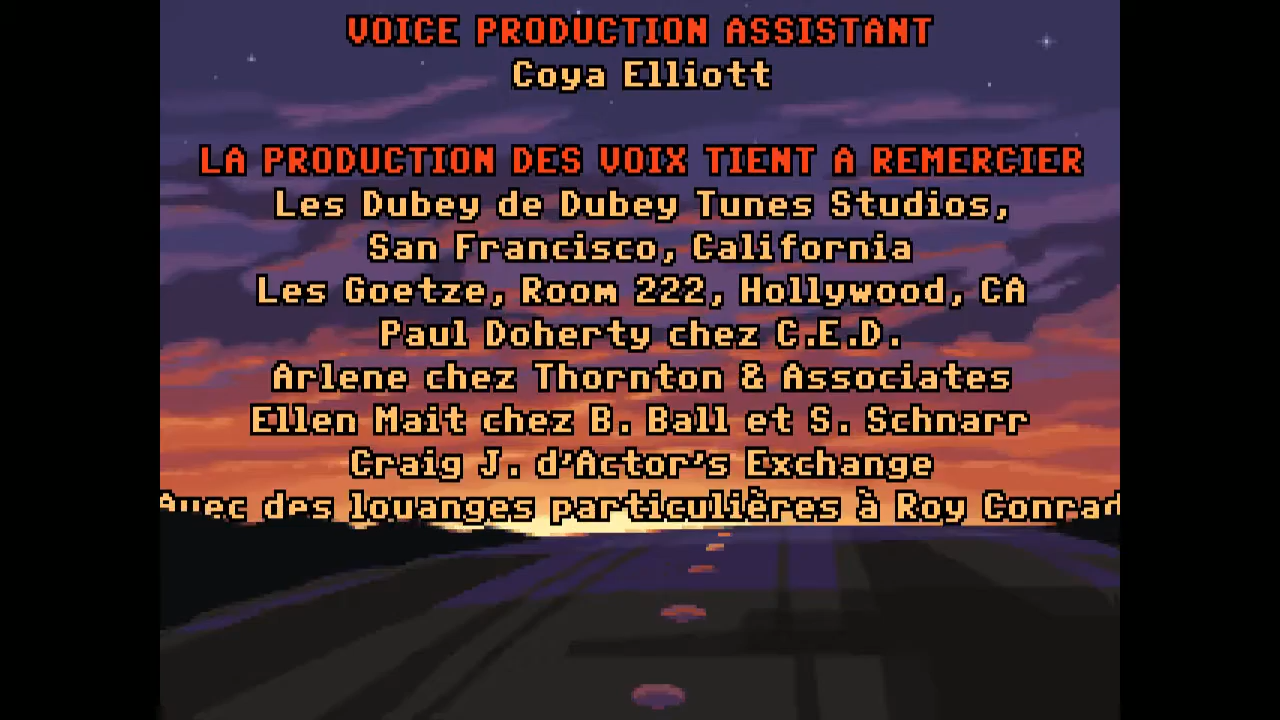 VOICE PRODUCTION ASSISTANT
Coya Elliott
LA PRODUCTION DES VOIX TIENT A REMERCIER
Les Dubey de Dubey Tunes Studios,
San Francisco, California
Les Goetze, Room 222, Hollywood, CA
Paul Doherty chez C.E.D.
Arlene chez Thornton & Associates
Ellen Mait chez B. Ball et S. Schnarr
Craig J. d'Actor's Exchange
Avec des louanges particulières à Roy Conrad